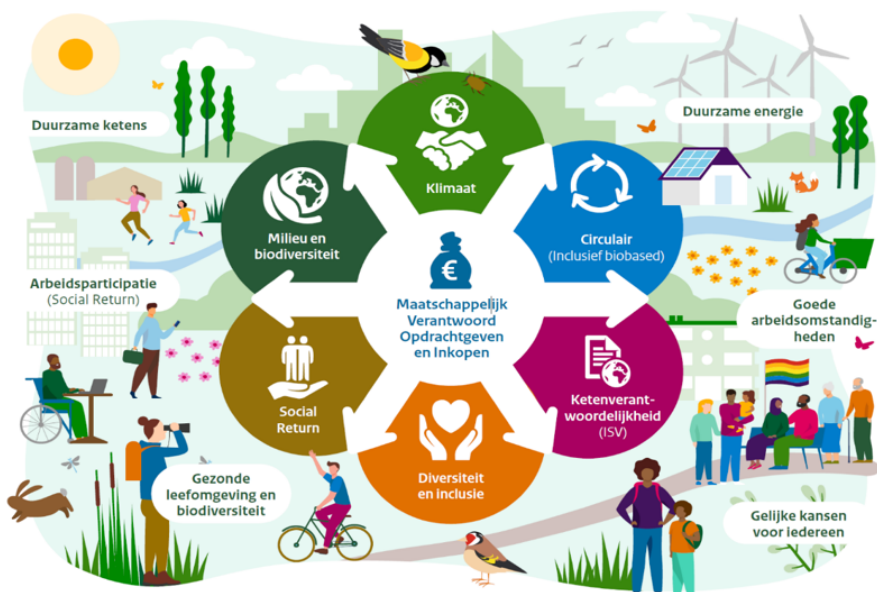 Duurzame ketens
Duurzame energie
Klimaat
Milieu en
biodiversiteit
Circulair
(Inclusief biobased)
€
Maatschappelijk
Verantwoord
Opdrachtgeven
en Inkopen
Arbeidsparticipatie
(Social Return)
Goede
arbeidsomstandig-
heden
Social
Return
Ketenverant-
woordelijkheid
(ISV)
Diversiteit
en inclusie
Gezonde
leefomgeving en
biodiversiteit
Gelijke kansen
voor iedereen